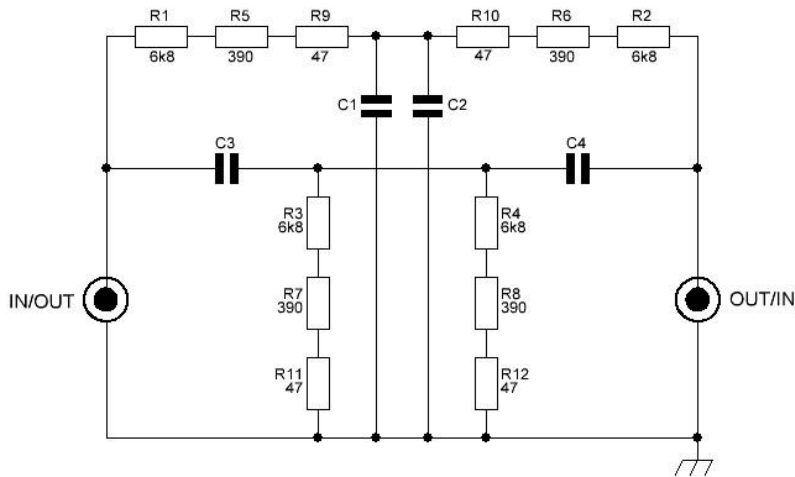 R1 R5 R9 R10 R6 R2
6k8 390 47 47 390 6k8
C1 C2
C3 C4
R3 R4
6k8 6k8
R7 R8
390 390
IN/OUT OUT/IN
R11 R12
47 47